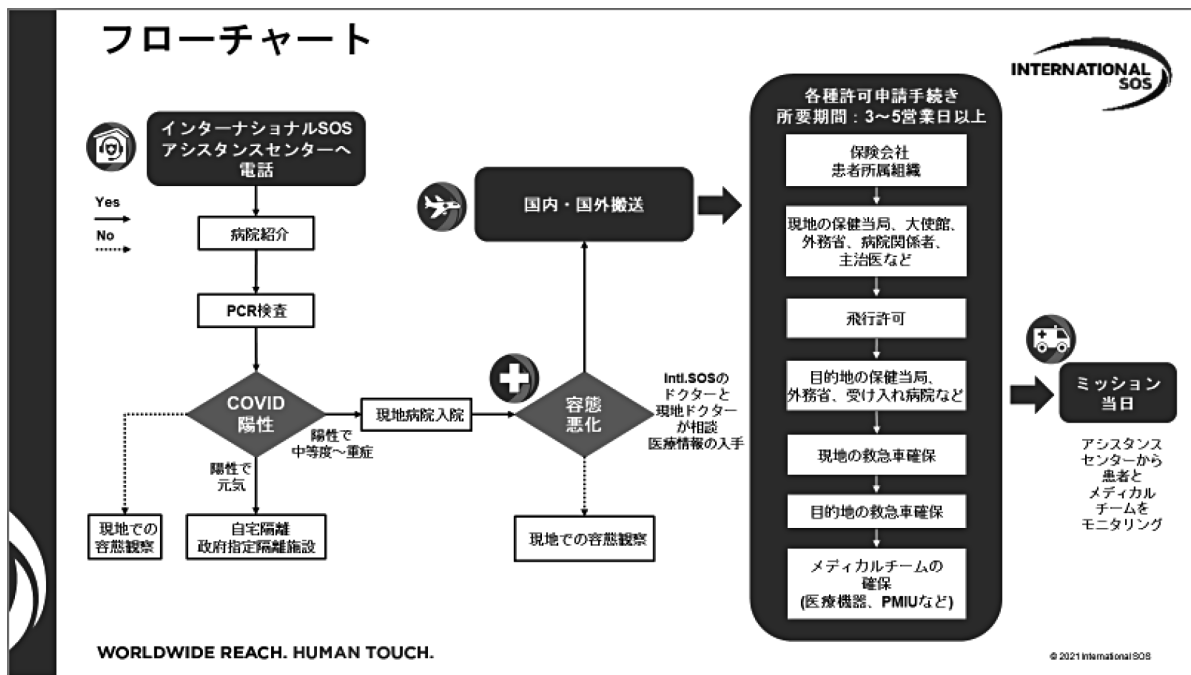 フローチャート
INTERNATIONAL
SOS
インターナショナルSOS
アシスタンスセンターへ
電話
Yes
No
病院紹介
PCR検査
COVID
陽性
陽性で
中等度～重症
陽性で
元気
現地での
容態観察
自宅隔離
政府指定隔離施設
現地病院入院
容態
悪化
Intl.SOSの
ドクターと
現地ドクター
が相談
医療情報の入手
現地での容態観察
国内・国外搬送
各種許可申請手続き
所要期間：3～5営業日以上
保険会社
患者所属組織
現地の保健当局、大使館、
外務省、病院関係者、
主治医など
飛行許可
目的地の保健当局、
外務省、受け入れ病院など
現地の救急車確保
目的地の救急車確保
メディカルチームの
確保
(医療機器、PMIUなど)
ミッション
当日
アシスタンス
センターから
患者と
メディカル
チームを
モニタリング
WORLDWIDE REACH. HUMAN TOUCH.
© 2021 International SOS